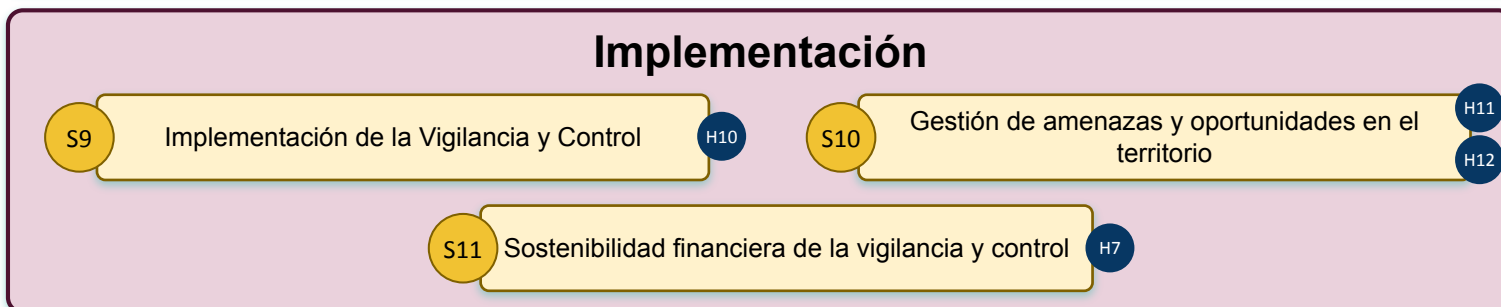 Implementación
S9
Implementación de la Vigilancia y Control
H10
S10
Gestión de amenazas y oportunidades en el
territorio
H11
H12
S11
Sostenibilidad financiera de la vigilancia y control
H7